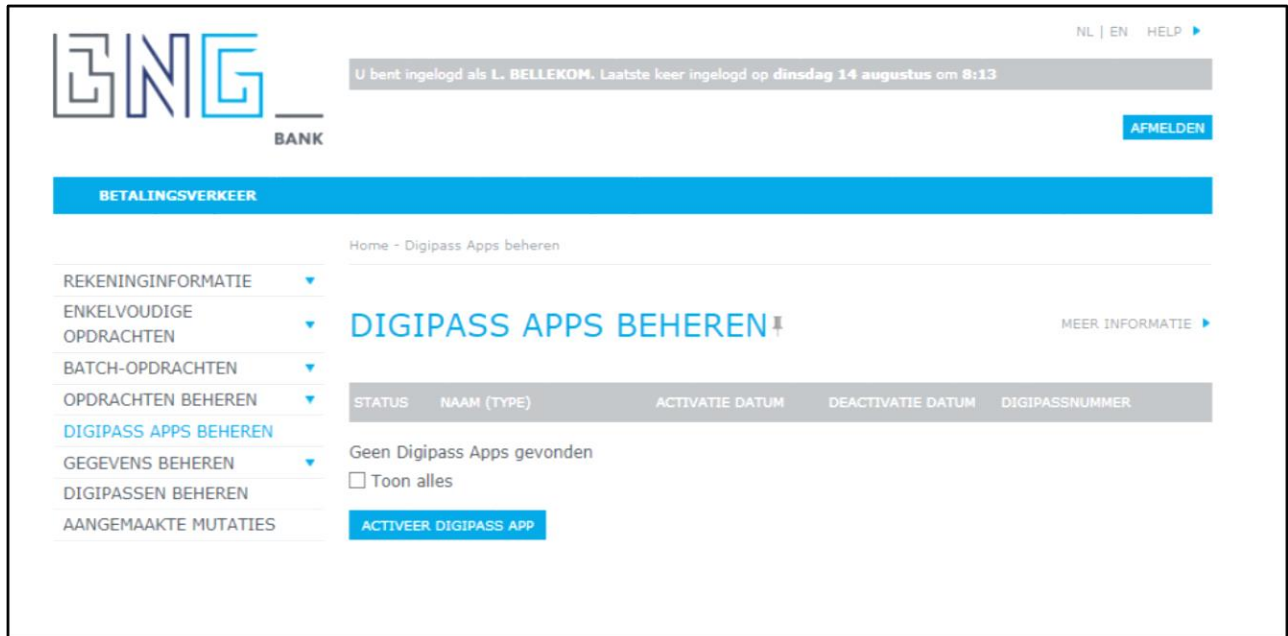 NL | EN HELP
BNG
BANK
U bent ingelogd als L. BELLEKOM. Laatste keer ingelogd op dinsdag 14 augustus om 8:13
AFMELDEN
BETALINGSVERKEER
Home - Digipass Apps beheren
REKENINGINFORMATIE
ENKELVOUDIGE
OPDRACHTEN
BATCH-OPDRACHTEN
OPDRACHTEN BEHEREN
DIGIPASS APPS BEHEREN
GEGEVENS BEHEREN
DIGIPASSEN BEHEREN
AANGEMAAKTE MUTATIES
DIGIPASS APPS BEHEREN
MEER INFORMATIE
STATUS NAAM (TYPE) ACTIVATIE DATUM DEACTIVATIE DATUM DIGIPASSNUMMER
Geen Digipass Apps gevonden
Toon alles
ACTIVEER DIGIPASS APP